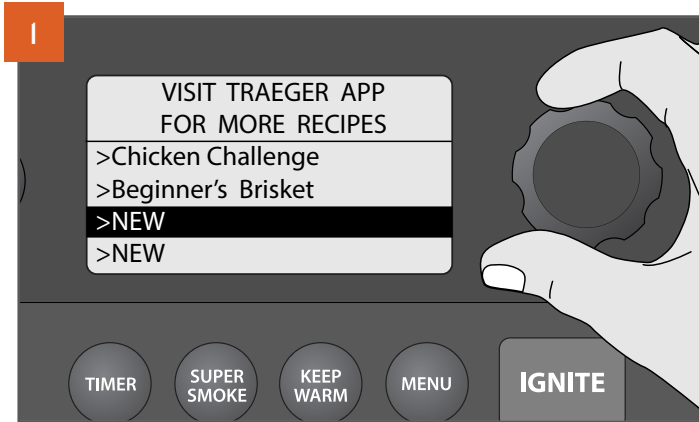 1
VISIT TRAEGER APP
FOR MORE RECIPES
>Chicken Challenge
>Beginner's Brisket
>NEW
>NEW
TIMER
SUPER
SMOKE
KEEP
WARM
MENU
IGNITE